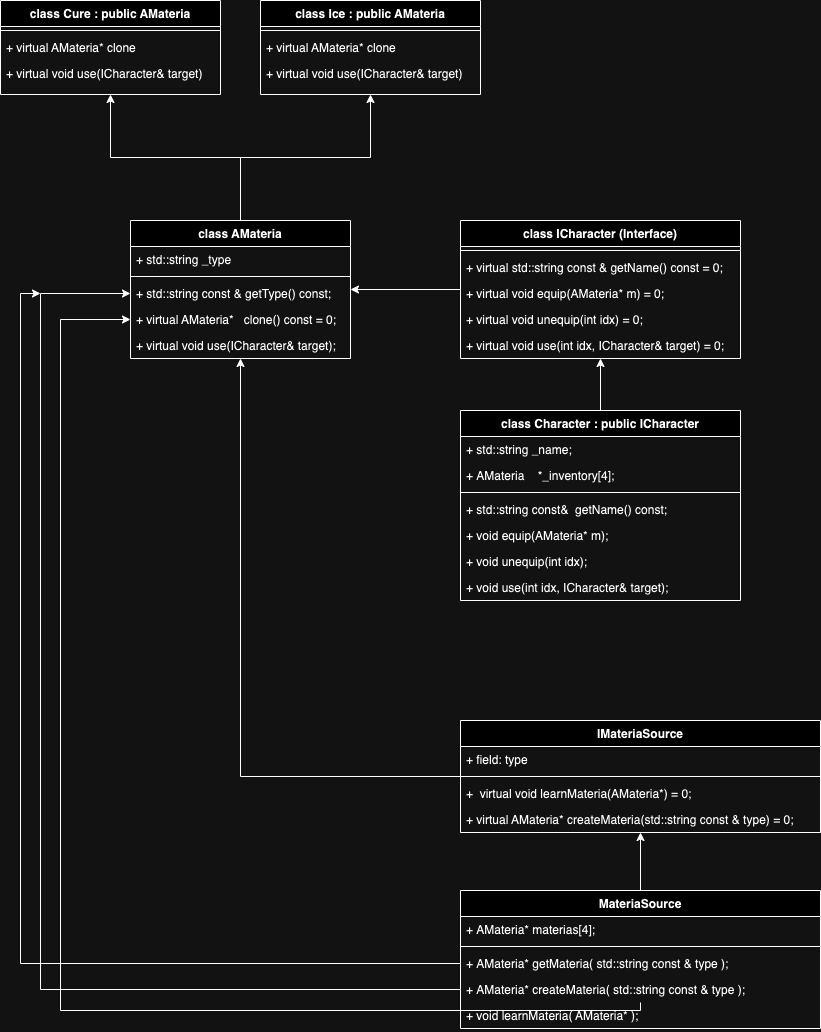 class Cure : public AMateria
+ virtual AMateria* clone
+ virtual void use(ICharacter& target)
class Ice : public AMateria
+ virtual AMateria* clone
+ virtual void use(ICharacter& target)
class AMateria
+ std::string _type
+ std::string const & getType() const;
+ virtual AMateria* clone() const = 0;
+ virtual void use(ICharacter& target);
class ICharacter (Interface)
+ virtual std::string const & getName() const = 0;
+ virtual void equip(AMateria* m) = 0;
+ virtual void unequip(int idx) = 0;
+ virtual void use(int idx, ICharacter& target) = 0;
class Character : public ICharacter
+ std::string _name;
+ AMateria *_inventory[4];
+ std::string const& getName() const;
+ void equip(AMateria* m);
+ void unequip(int idx);
+ void use(int idx, ICharacter& target);
IMateriaSource
+ field: type
+ virtual void learnMateria(AMateria*) = 0;
+ virtual AMateria* createMateria(std::string const & type) = 0;
MateriaSource
+ AMateria* materias[4];
+ AMateria* getMateria( std::string const & type );
+ AMateria* createMateria( std::string const & type );
+ void learnMateria( AMateria* );